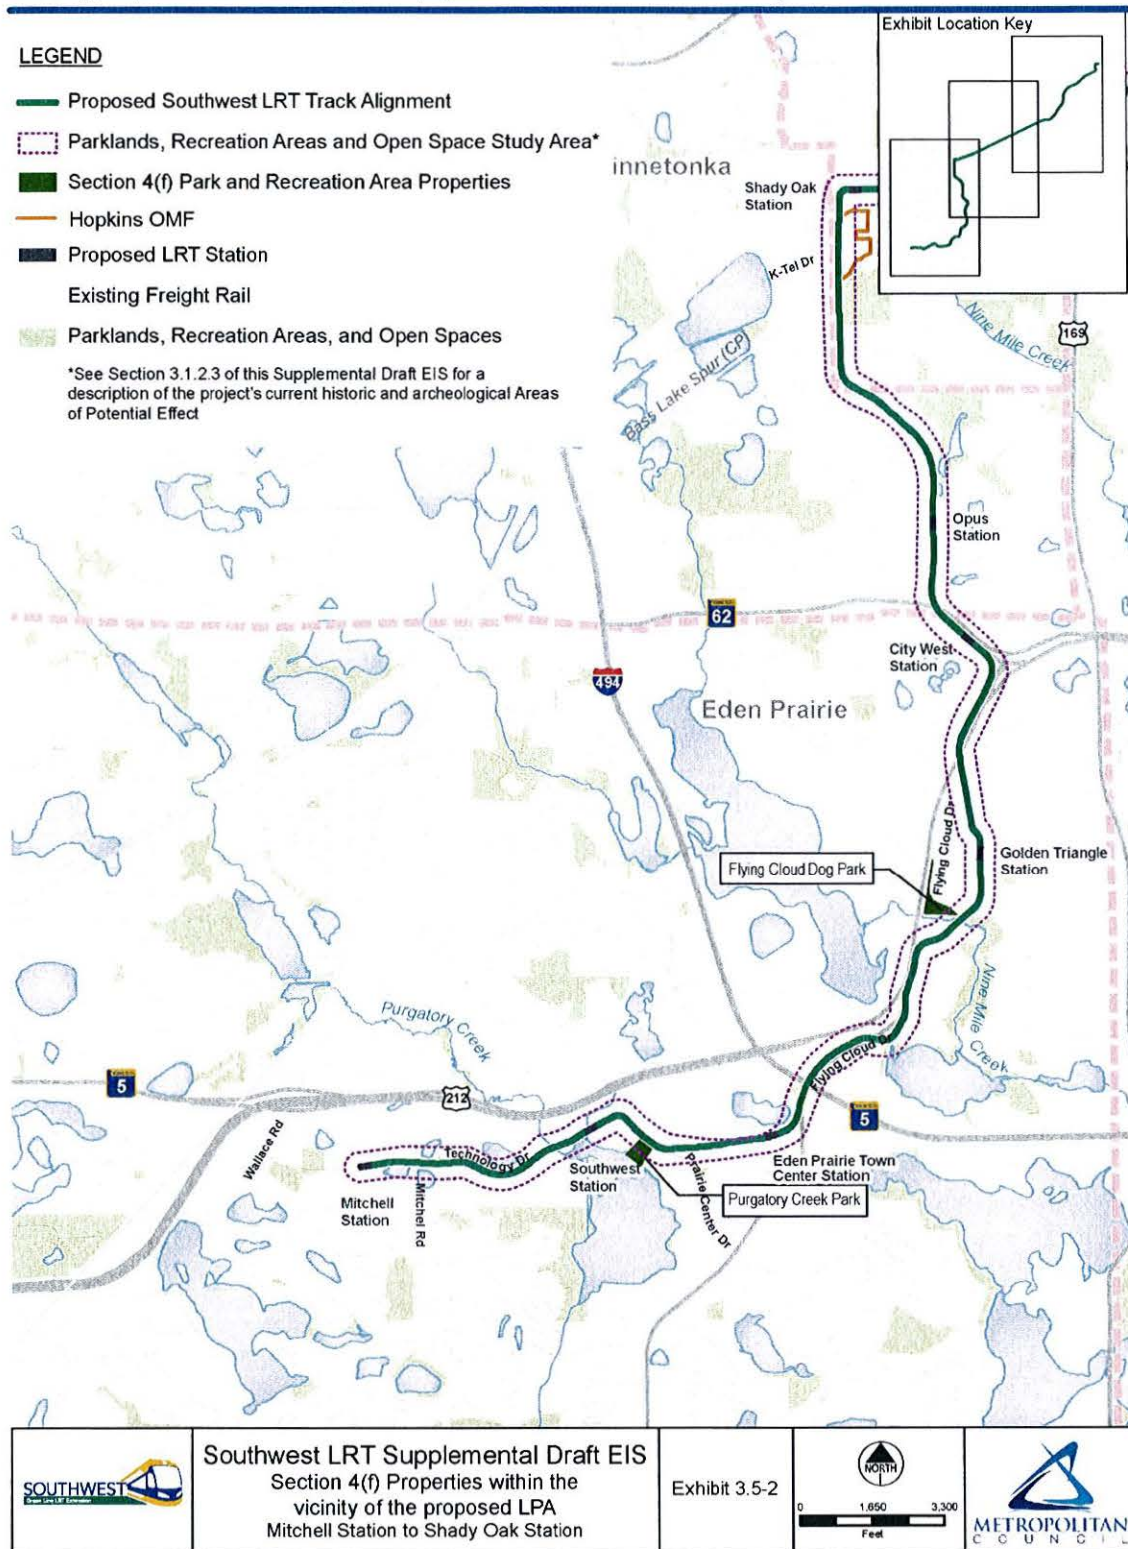 LEGEND
Proposed Southwest LRT Track Alignment
Parklands, Recreation Areas and Open Space Study Area*
Section 4(f) Park and Recreation Area Properties
Hopkins OMF
Proposed LRT Station
Existing Freight Rail
Parklands, Recreation Areas, and Open Spaces
*See Section 3.1.2.3 of this Supplemental Draft EIS for a
description of the project's current historic and archeological Areas
of Potential Effect
Exhibit Location Key
innetonka
Shady Oak
Station
K-Tel Dr
Nine Mile Creek
169
Bass Lake Spur (CP)
Opus
Station
62
City West
Station
494
Eden Prairie
Flying Cloud Dr
Golden Triangle
Station
Flying Cloud Dog Park
Nine Mile Creek
Purgatory Creek
Flying Cloud Dr
5
212
5
Wallace Rd
Technology Dr
Mitchell
Station
Mitchel Rd
Southwest
Station
Prairie Center Dr
Eden Prairie Town
Center Station
Purgatory Creek Park
SOUTHWEST
Green Line LRT Extension
Southwest LRT Supplemental Draft EIS
Section 4(f) Properties within the
vicinity of the proposed LPA
Mitchell Station to Shady Oak Station
Exhibit 3.5-2
NORTH
0 1,650 3,300
Feet
METROPOLITAN
COUNCIL